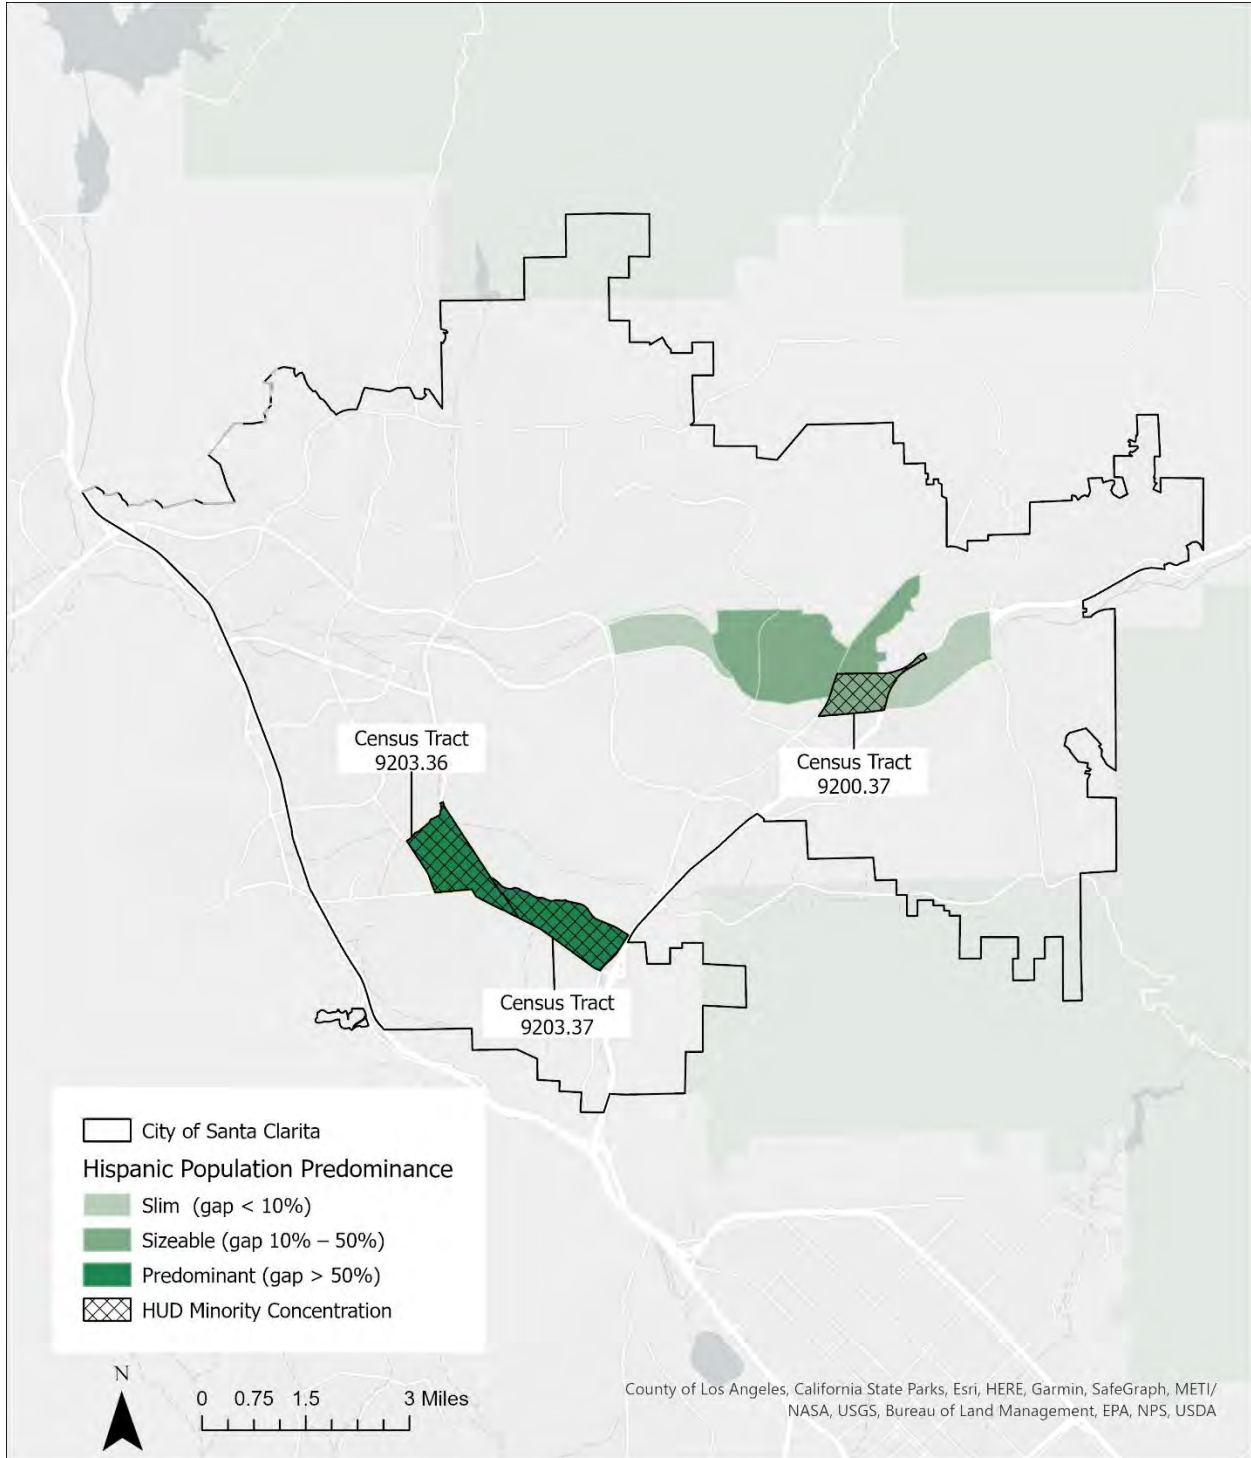 Census Tract
9203.36
Census Tract
9200.37
Census Tract
9203.37
City of Santa Clarita
Hispanic Population Predominance
Slim (gap < 10%)
Sizeable (gap 10% – 50%)
Predominant (gap > 50%)
HUD Minority Concentration
N
0 0.75 1.5 3 Miles
County of Los Angeles, California State Parks, Esri, HERE, Garmin, SafeGraph, METI/
NASA, USGS, Bureau of Land Management, EPA, NPS, USDA